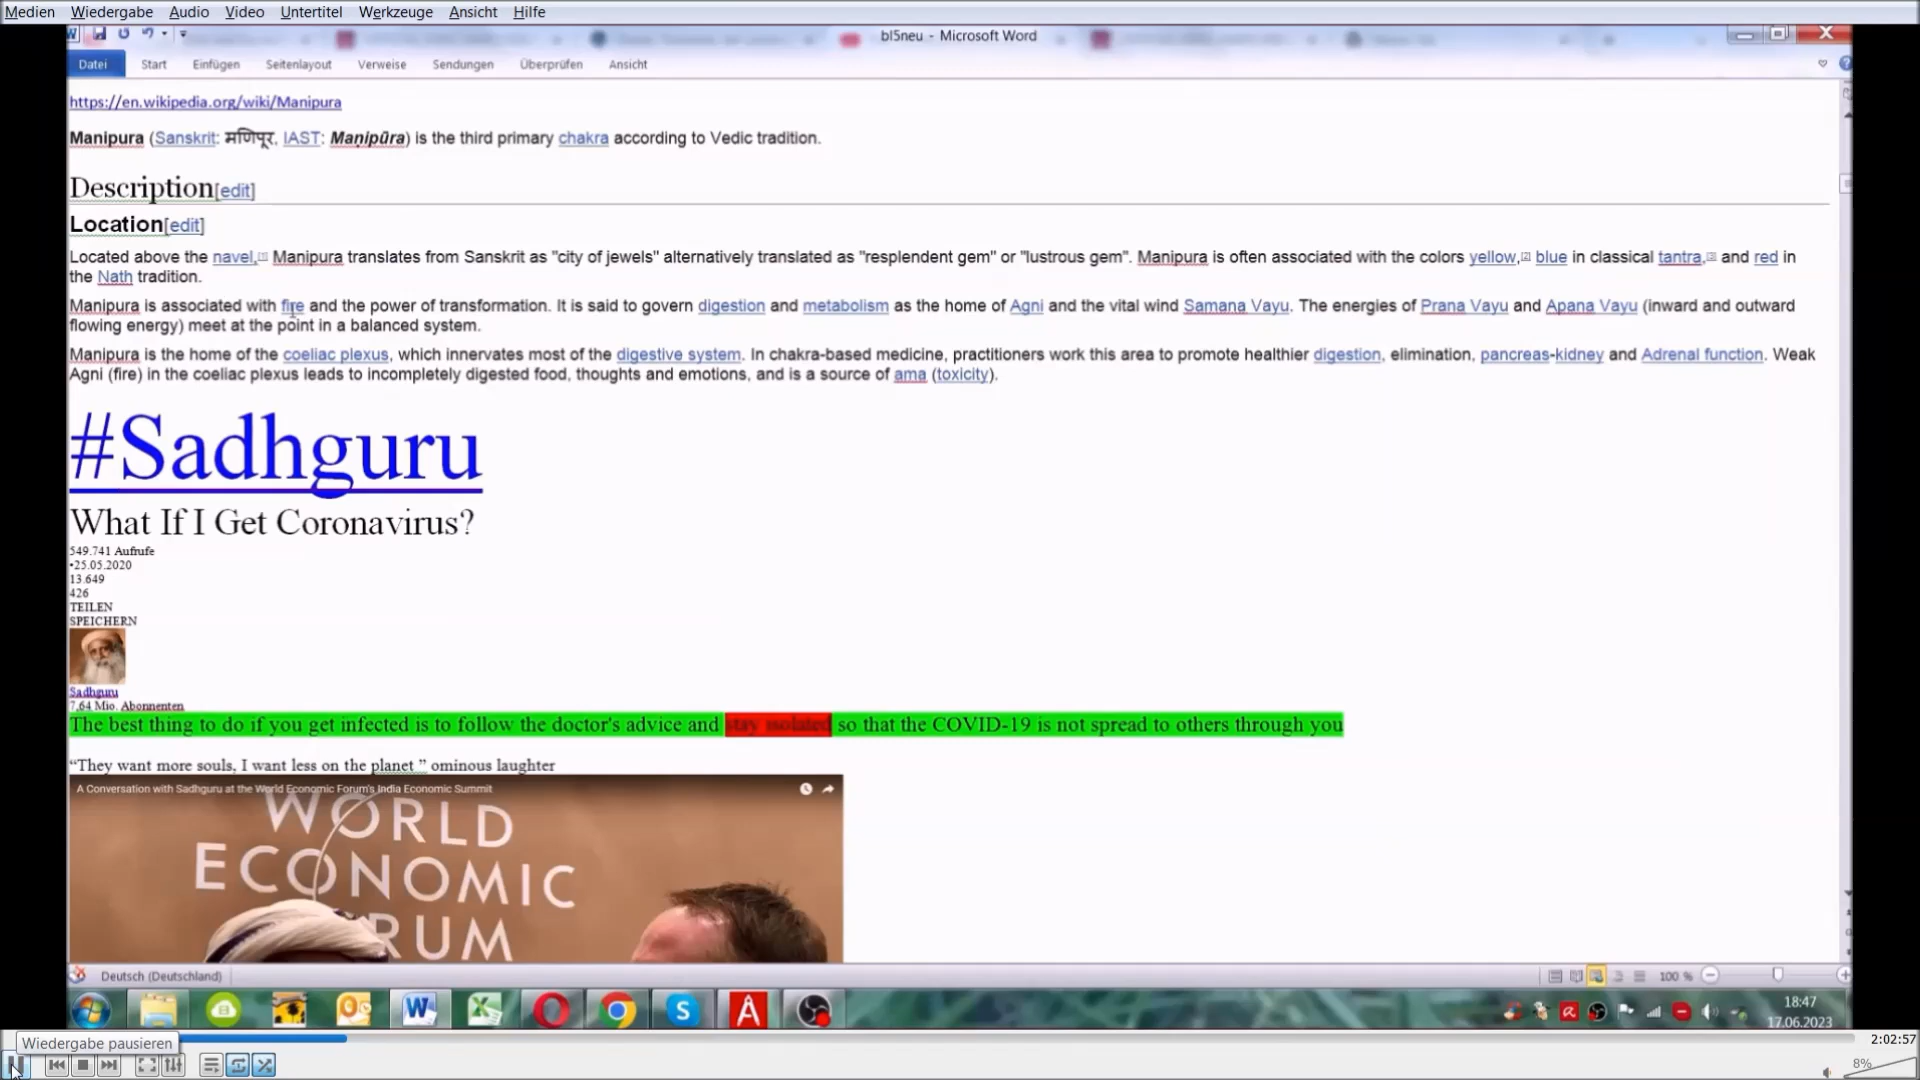 Medien Wiedergabe Audio Video Untertitel Werkzeuge Ansicht Hilfe
bl5neu - Microsoft Word
Datei Start Einfügen Seitenlayout Verweise Sendungen Überprüfen Ansicht
https://en.wikipedia.org/wiki/Manipura
Manipura (Sanskrit: मणिपूर, IAST: Maṇipūra) is the third primary chakra according to Vedic tradition.
Description[edit]
Location[edit]
Located above the navel,[1] Manipura translates from Sanskrit as "city of jewels" alternatively translated as "resplendent gem" or "lustrous gem". Manipura is often associated with the colors yellow,[2] blue in classical tantra,[3] and red in
the Nath tradition.
Manipura is associated with fire and the power of transformation. It is said to govern digestion and metabolism as the home of Agni and the vital wind Samana Vayu. The energies of Prana Vayu and Apana Vayu (inward and outward
flowing energy) meet at the point in a balanced system.
Manipura is the home of the coeliac plexus, which innervates most of the digestive system. In chakra-based medicine, practitioners work this area to promote healthier digestion, elimination, pancreas-kidney and Adrenal function. Weak
Agni (fire) in the coeliac plexus leads to incompletely digested food, thoughts and emotions, and is a source of ama (toxicity).
#Sadhguru
What If I Get Coronavirus?
549.741 Aufrufe
•25.05.2020
13.649
426
TEILEN
SPEICHERN
Sadhguru
7,64 Mio. Abonnenten
The best thing to do if you get infected is to follow the doctor's advice and stay isolated so that the COVID-19 is not spread to others through you
“They want more souls, I want less on the planet ” ominous laughter
A Conversation with Sadhguru at the World Economic Forum's India Economic Summit
WORLD
ECONOMIC
FORUM
Deutsch (Deutschland)
100 %
18:47
17.06.2023
Wiedergabe pausieren
2:02:57
8%